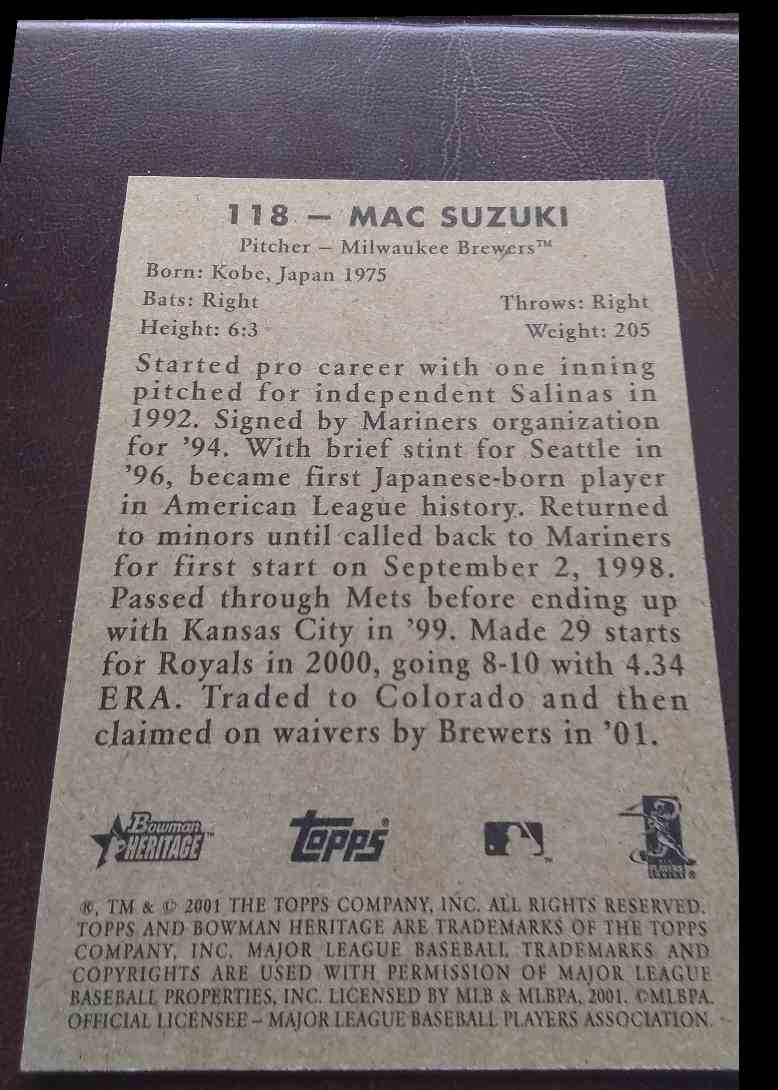 118 – MAC SUZUKI
Pitcher – Milwaukee Brewers™
Born: Kobe, Japan 1975
Bats: Right Throws: Right
Height: 6:3 Weight: 205
Started pro career with one inning
pitched for independent Salinas in
1992. Signed by Mariners organization
for ’94. With brief stint for Seattle in
’96, became first Japanese-born player
in American League history. Returned
to minors until called back to Mariners
for first start on September 2, 1998.
Passed through Mets before ending up
with Kansas City in ’99. Made 29 starts
for Royals in 2000, going 8-10 with 4.34
ERA. Traded to Colorado and then
claimed on waivers by Brewers in ’01.
Bowman HERITAGE™ topps® ™ PLAYERS CHOICE ®
®, TM & © 2001 THE TOPPS COMPANY, INC. ALL RIGHTS RESERVED.
TOPPS AND BOWMAN HERITAGE ARE TRADEMARKS OF THE TOPPS
COMPANY, INC. MAJOR LEAGUE BASEBALL TRADEMARKS AND
COPYRIGHTS ARE USED WITH PERMISSION OF MAJOR LEAGUE
BASEBALL PROPERTIES, INC. LICENSED BY MLB & MLBPA, 2001. ©MLBPA.
OFFICIAL LICENSEE – MAJOR LEAGUE BASEBALL PLAYERS ASSOCIATION.